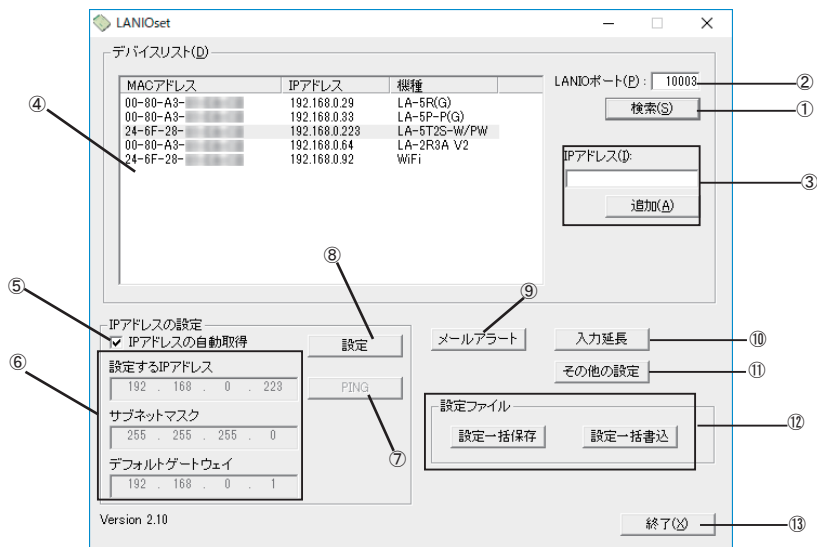 LANIOset
デバイスリスト(D)
MACアドレス IPアドレス 機種
00-80-A3- 192.168.0.29 LA-5R(G)
00-80-A3- 192.168.0.33 LA-5P-P(G)
24-6F-28- 192.168.0.223 LA-5T2S-W/PW
00-80-A3- 192.168.0.64 LA-2R3A V2
24-6F-28- 192.168.0.92 WiFi
④
LANIOポート(P): 10003 ②
検索(S) ①
IPアドレス(I):
③
追加(A)
⑧
⑨
⑤
IPアドレスの設定
IPアドレスの自動取得
設定
メールアラート
入力延長 ⑩
⑥
設定するIPアドレス
192 . 168 . 0 . 223
PING
その他の設定 ⑪
サブネットマスク
255 . 255 . 255 . 0
⑦
設定ファイル
設定一括保存 設定一括書込
⑫
デフォルトゲートウェイ
192 . 168 . 0 . 1
Version 2.10
終了(X) ⑬